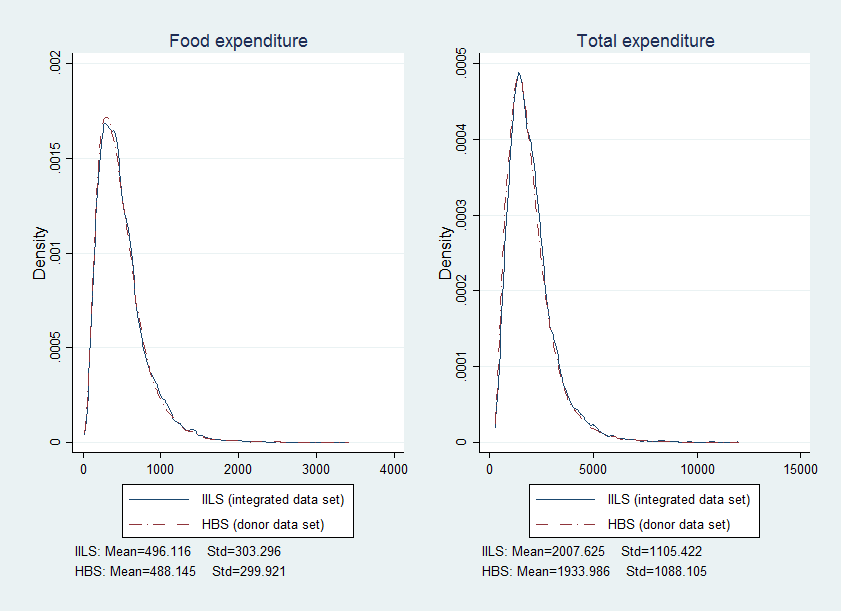 Food expenditure
.002
.0015
.001
.0005
0
Density
0 1000 2000 3000 4000
IILS (integrated data set)
HBS (donor data set)
IILS: Mean=496.116 Std=303.296
HBS: Mean=488.145 Std=299.921
Total expenditure
.0005
.0004
.0003
.0002
.0001
0
Density
0 5000 10000 15000
IILS (integrated data set)
HBS (donor data set)
IILS: Mean=2007.625 Std=1105.422
HBS: Mean=1933.986 Std=1088.105